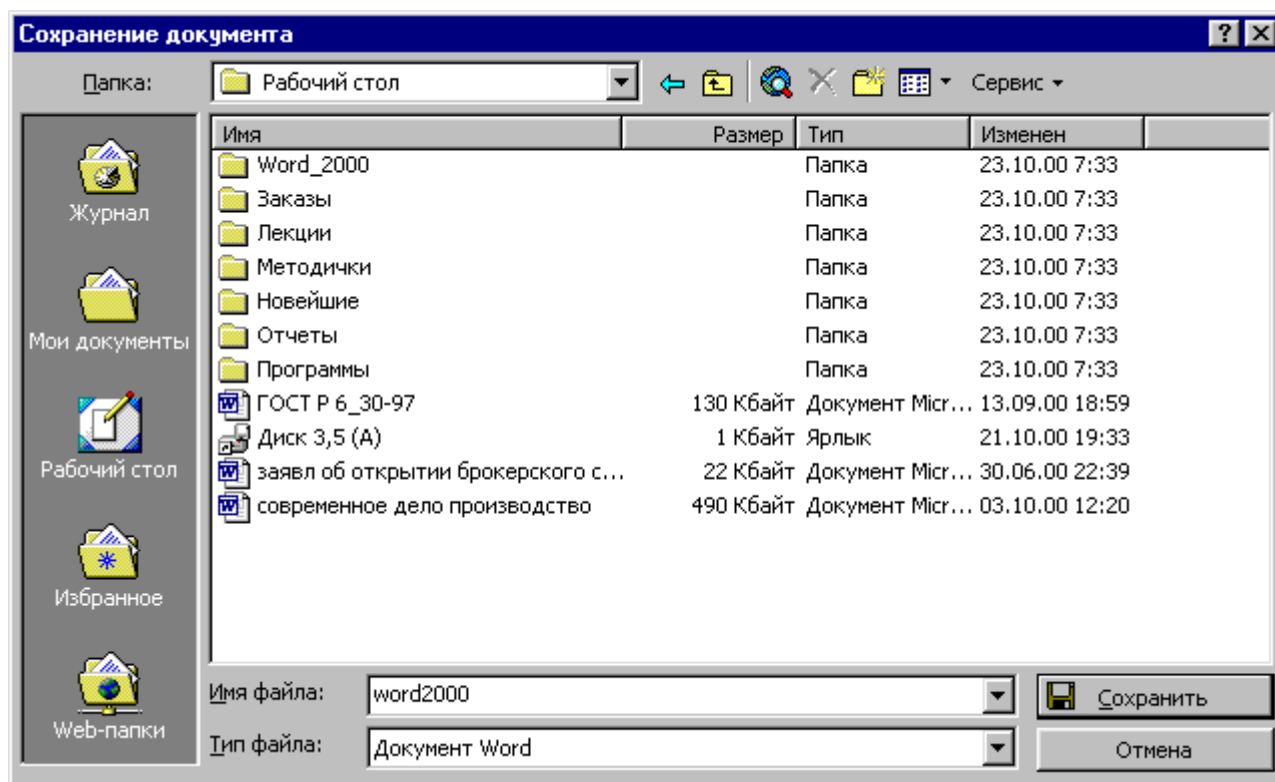 Сохранение документа
Папка: Рабочий стол Сервис
Имя Размер Тип Изменен
Word_2000 Папка 23.10.00 7:33
Заказы Папка 23.10.00 7:33
Лекции Папка 23.10.00 7:33
Методички Папка 23.10.00 7:33
Новейшие Папка 23.10.00 7:33
Отчеты Папка 23.10.00 7:33
Программы Папка 23.10.00 7:33
ГОСТ Р 6_30-97 130 Кбайт Документ Micr... 13.09.00 18:59
Диск 3,5 (A) 1 Кбайт Ярлык 21.10.00 19:33
заявл об открытии брокерского с... 22 Кбайт Документ Micr... 30.06.00 22:39
современное дело производство 490 Кбайт Документ Micr... 03.10.00 12:20
Журнал
Мои документы
Рабочий стол
Избранное
Web-папки
Имя файла: word2000 Сохранить
Тип файла: Документ Word Отмена